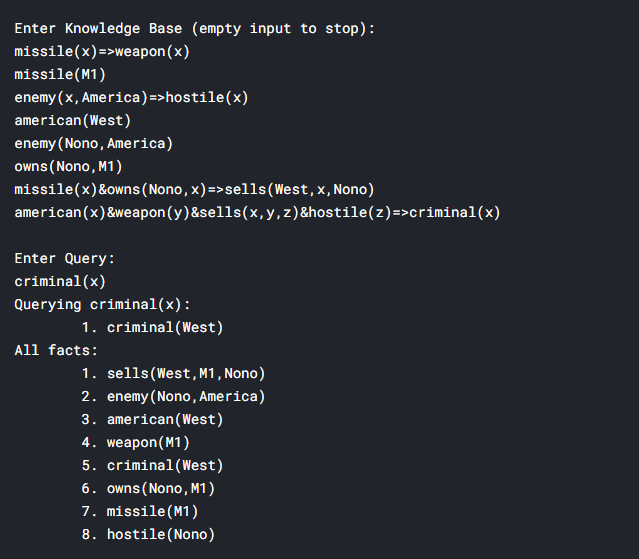 Enter Knowledge Base (empty input to stop):
missile(x)=>weapon(x)
missile(M1)
enemy(x,America)=>hostile(x)
american(West)
enemy(Nono,America)
owns(Nono,M1)
missile(x)&owns(Nono,x)=>sells(West,x,Nono)
american(x)&weapon(y)&sells(x,y,z)&hostile(z)=>criminal(x)
Enter Query:
criminal(x)
Querying criminal(x):
1. criminal(West)
All facts:
1. sells(West,M1,Nono)
2. enemy(Nono,America)
3. american(West)
4. weapon(M1)
5. criminal(West)
6. owns(Nono,M1)
7. missile(M1)
8. hostile(Nono)